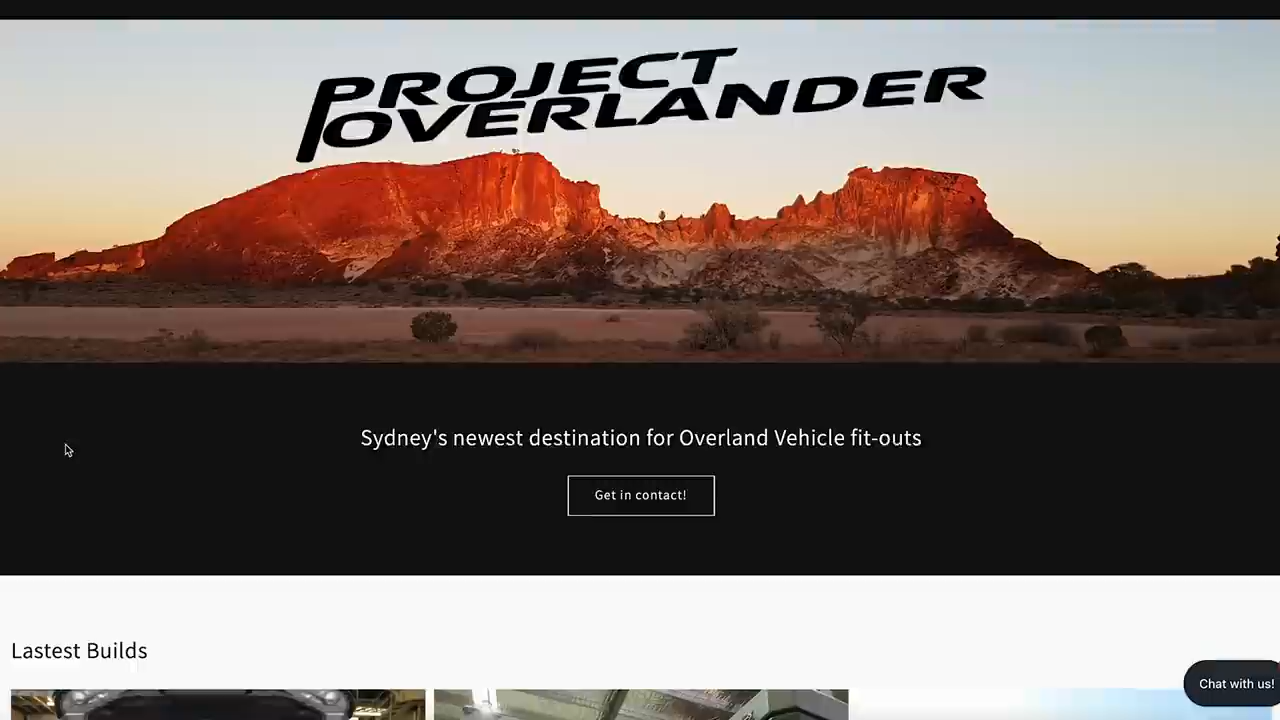 PROJECT
OVERLANDER
Sydney's newest destination for Overland Vehicle fit-outs
Get in contact!
Lastest Builds
Chat with us!